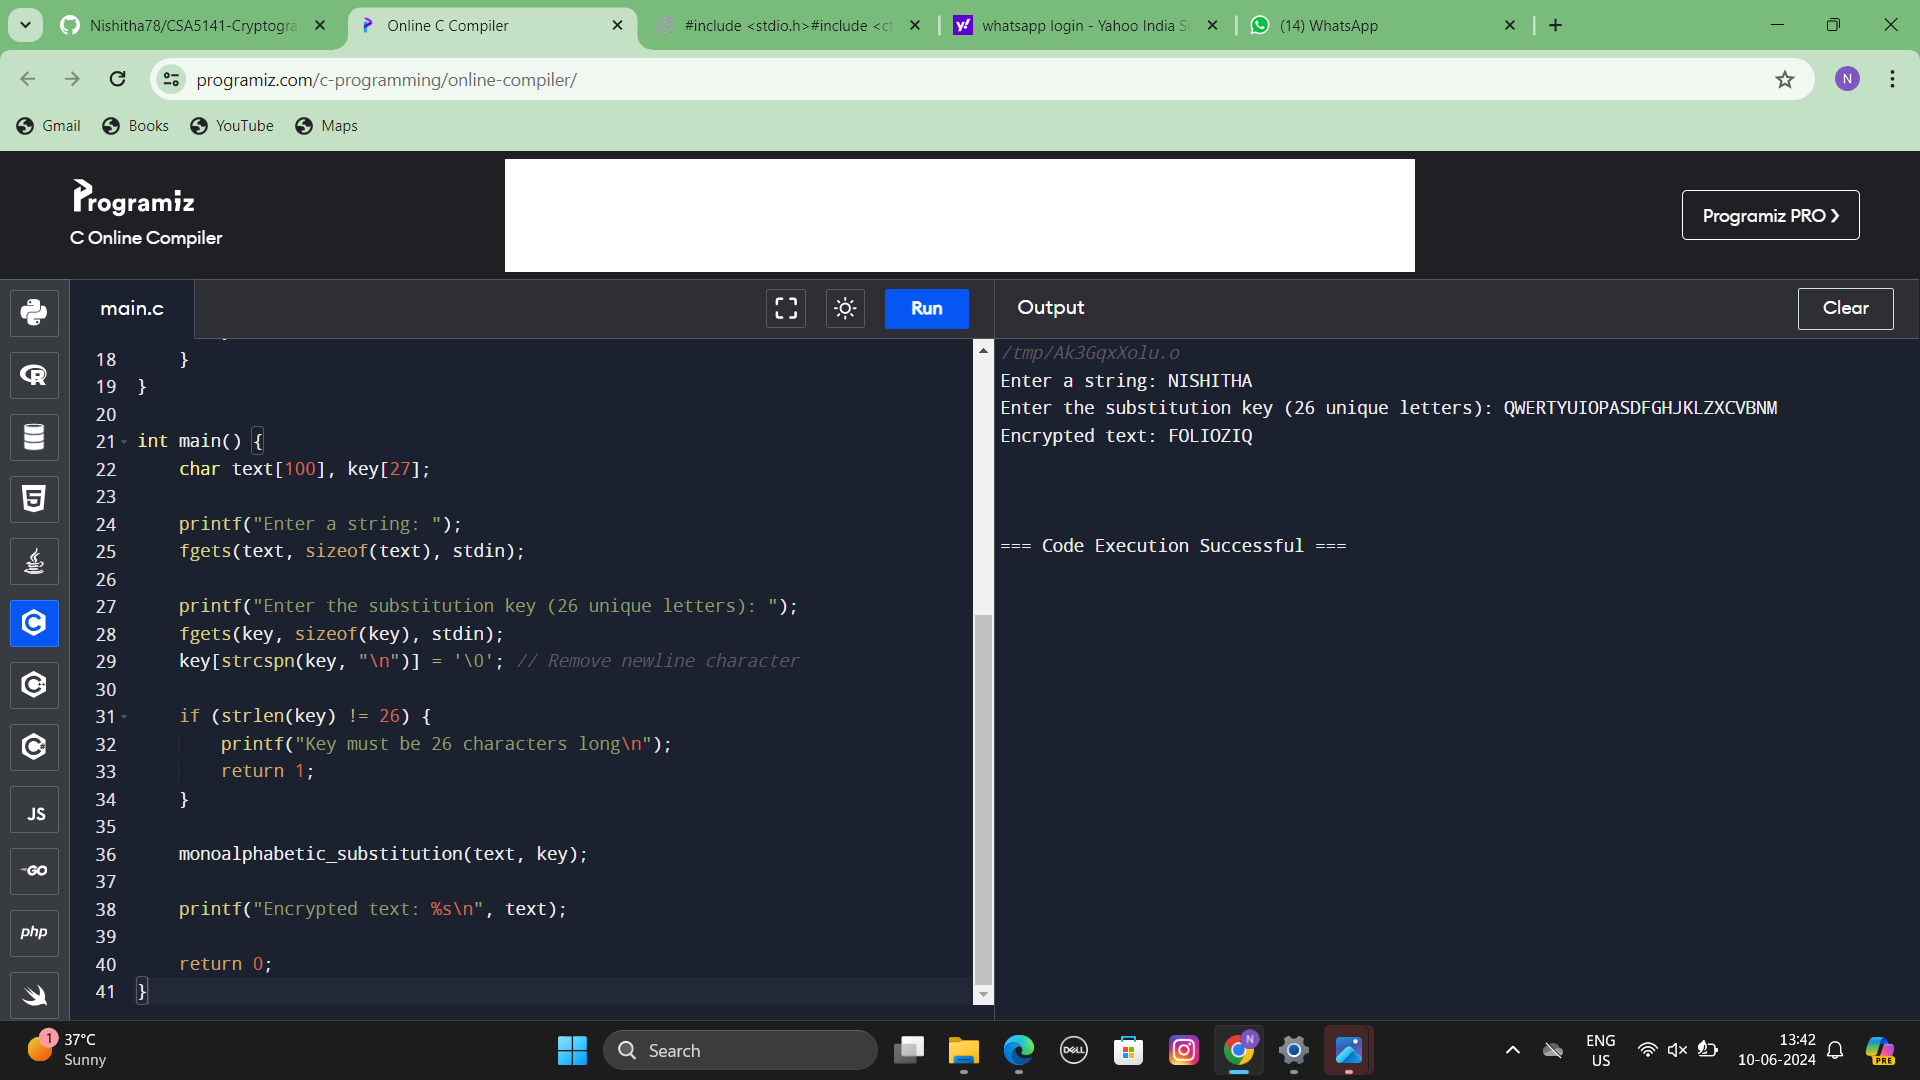 Nishitha78/CSA5141-Cryptogra
Online C Compiler
#include <stdio.h>#include <ct
whatsapp login - Yahoo India Se
(14) WhatsApp
programiz.com/c-programming/online-compiler/
N
Gmail
Books
YouTube
Maps
Programiz
C Online Compiler
Programiz PRO ❯
main.c
Run
Output
Clear
18     }
19 }
20
21 int main() {
22     char text[100], key[27];
23
24     printf("Enter a string: ");
25     fgets(text, sizeof(text), stdin);
26
27     printf("Enter the substitution key (26 unique letters): ");
28     fgets(key, sizeof(key), stdin);
29     key[strcspn(key, "\n")] = '\0'; // Remove newline character
30
31     if (strlen(key) != 26) {
32         printf("Key must be 26 characters long\n");
33         return 1;
34     }
35
36     monoalphabetic_substitution(text, key);
37
38     printf("Encrypted text: %s\n", text);
39
40     return 0;
41 }
/tmp/Ak3GqxXolu.o
Enter a string: NISHITHA
Enter the substitution key (26 unique letters): QWERTYUIOPASDFGHJKLZXCVBNM
Encrypted text: FOLIOZIQ
=== Code Execution Successful ===
R
5
C
C
C
JS
GO
php
1
37°C
Sunny
Search
DELL
N
ENG
US
13:42
10-06-2024
PRE